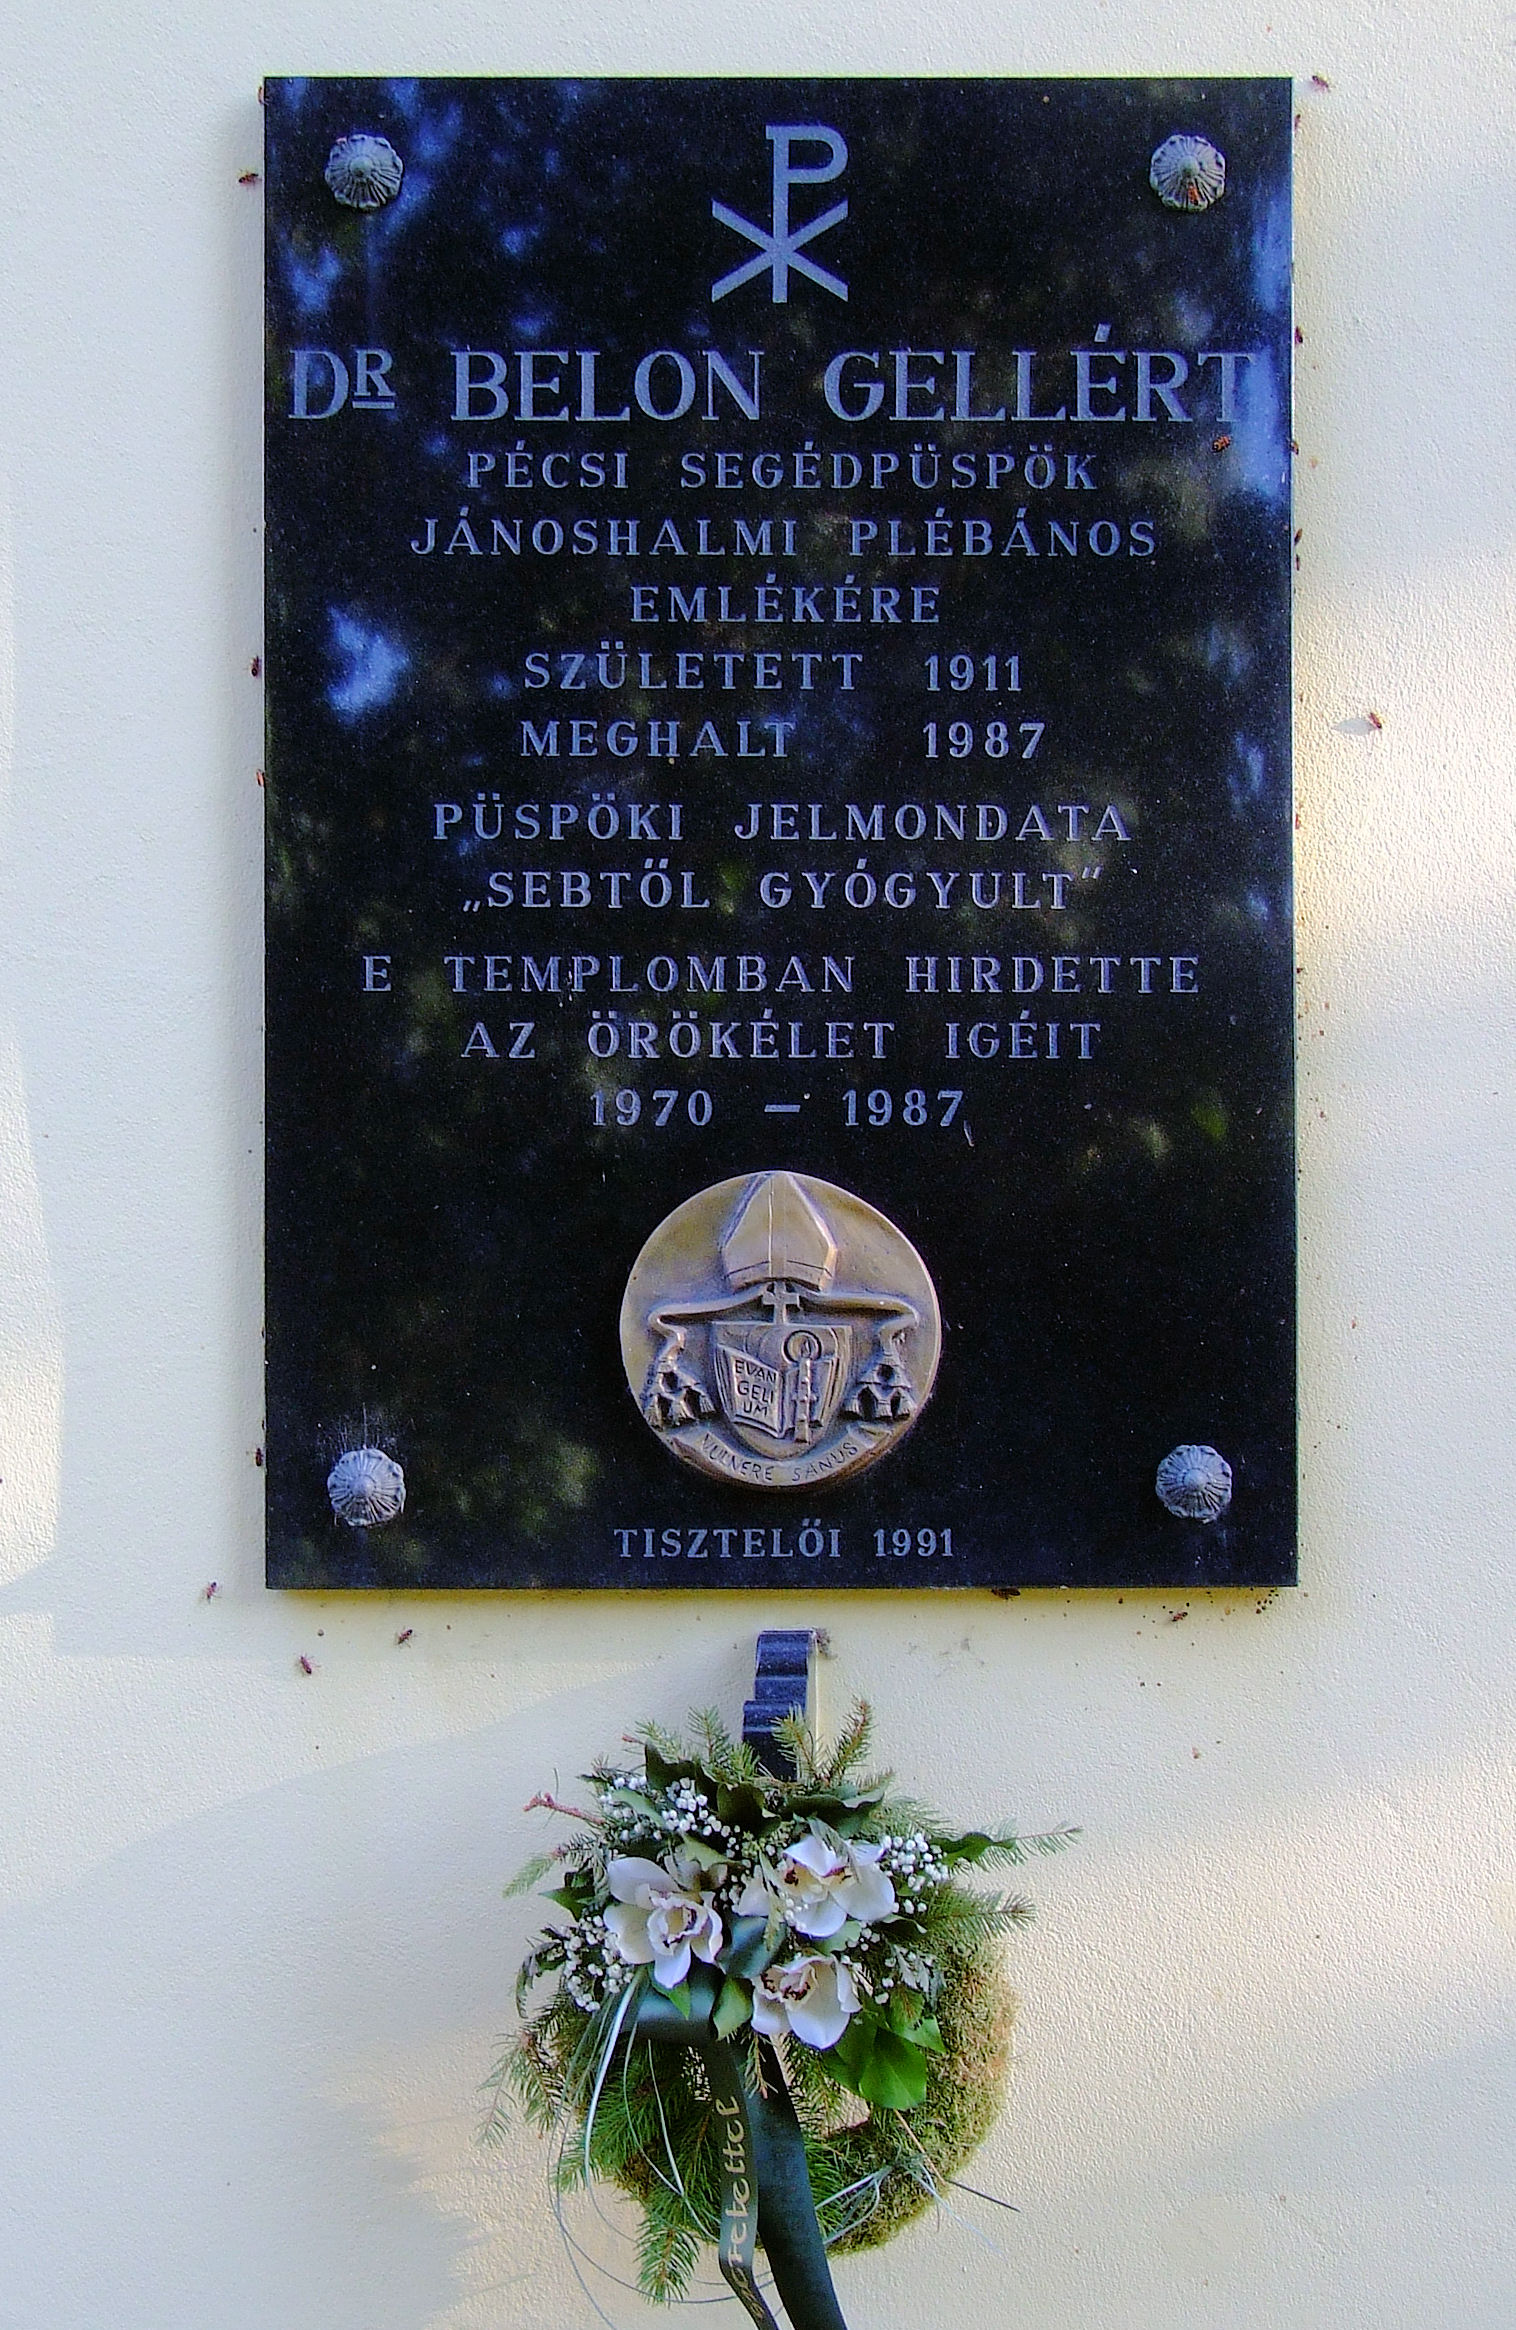 DR BELON GELLÉRT
PÉCSI SEGÉDPÜSPÖK
JÁNOSHALMI PLÉBÁNOS
EMLÉKÉRE
SZÜLETETT 1911
MEGHALT 1987
PÜSPÖKI JELMONDATA
„SEBTŐL GYÓGYULT”
E TEMPLOMBAN HIRDETTE
AZ ÖRÖKÉLET IGÉIT
1970 – 1987
EVAN
GELI
UM
VULNERE SANUS
TISZTELŐI 1991